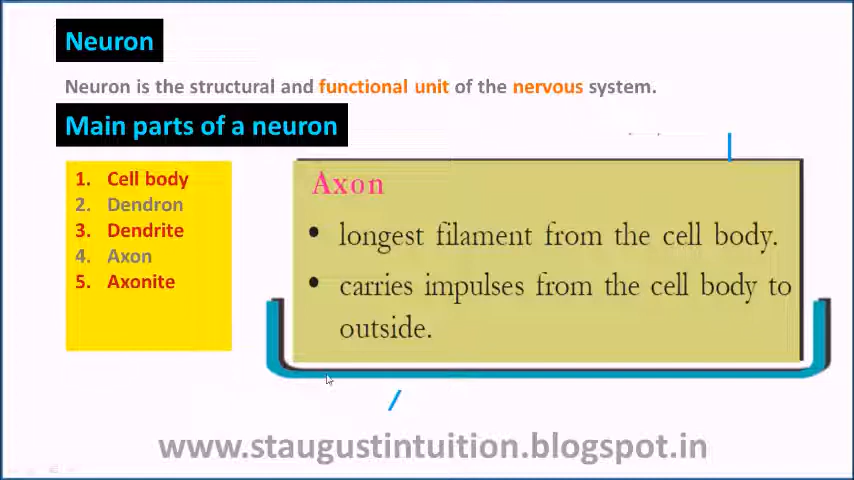 Neuron
Neuron is the structural and functional unit of the nervous system.
Main parts of a neuron
1. Cell body
2. Dendron
3. Dendrite
4. Axon
5. Axonite
Axon
• longest filament from the cell body.
• carries impulses from the cell body to
outside.
www.staugustintuition.blogspot.in